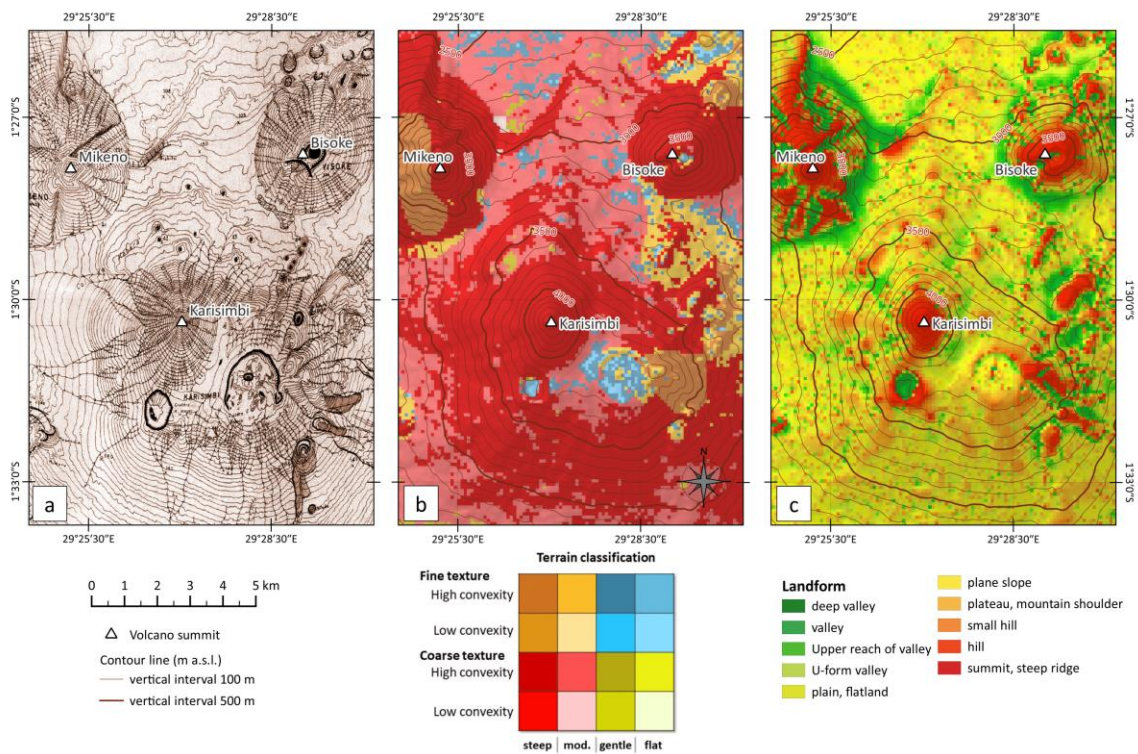 29°25'30"E 29°28'30"E 29°25'30"E 29°28'30"E 29°25'30"E 29°28'30"E
1°27'0"S 1°27'0"S
1°30'0"S 1°30'0"S
1°33'0"S 1°33'0"S
Mikeno
Bisoke
Karisimbi
KARISIMBI
a
2500
3500
Mikeno
3500
Bisoke
3500
4000
Karisimbi
N
b
3500
Mikeno
3500
Bisoke
3500
4000
Karisimbi
c
29°25'30"E 29°28'30"E 29°25'30"E 29°28'30"E 29°25'30"E 29°28'30"E
0 1 2 3 4 5 km
Volcano summit
Contour line (m a.s.l.)
vertical interval 100 m
vertical interval 500 m
Terrain classification
Fine texture
High convexity
Low convexity
Coarse texture
High convexity
Low convexity
steep | mod. | gentle | flat
Landform
deep valley
valley
Upper reach of valley
U-form valley
plain, flatland
plane slope
plateau, mountain shoulder
small hill
hill
summit, steep ridge